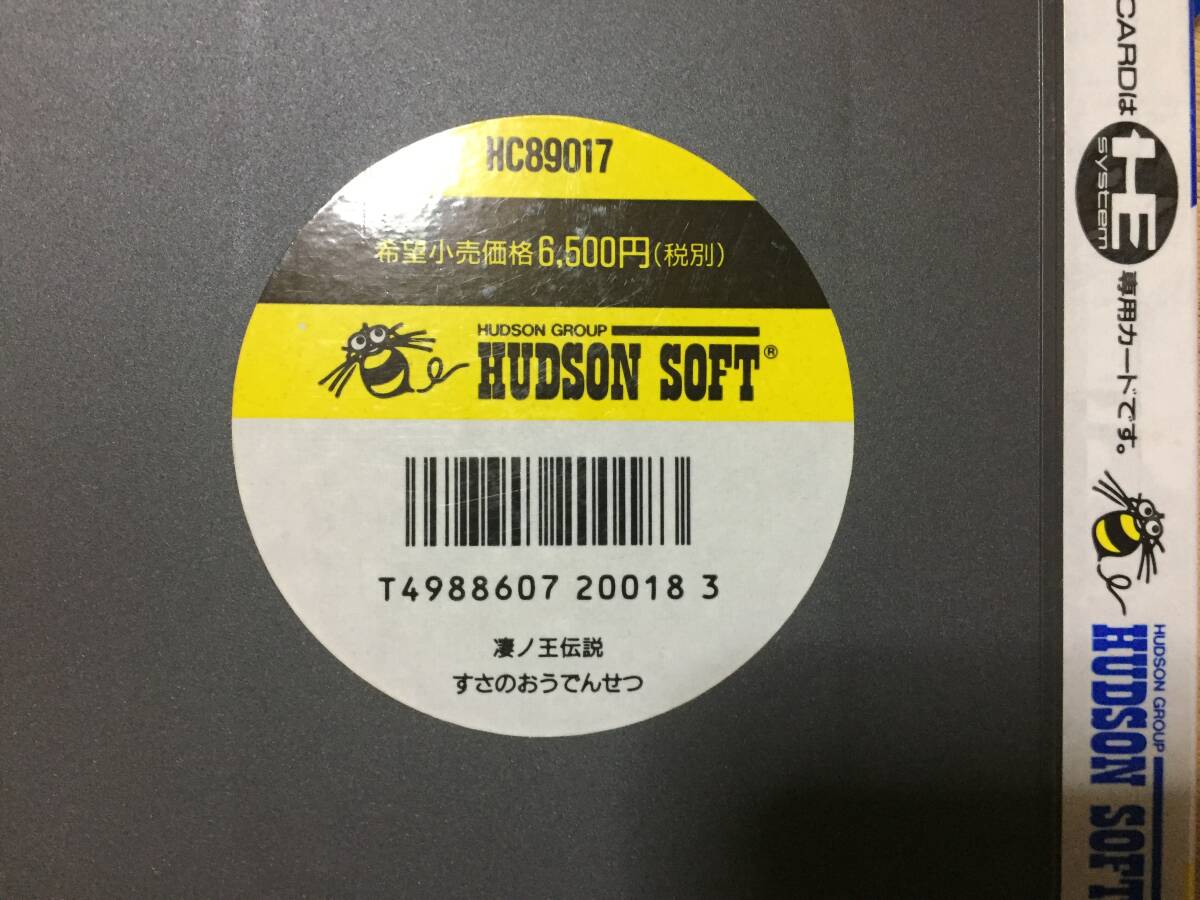 HC89017
希望小売価格6,500円(税別)
HUDSON GROUP
HUDSON SOFT®
T4988607 20018 3
凄ノ王伝説
すさのおうでんせつ
CARDは
HE
system
専用カードです。
HUDSON GROUP
HUDSON SOFT